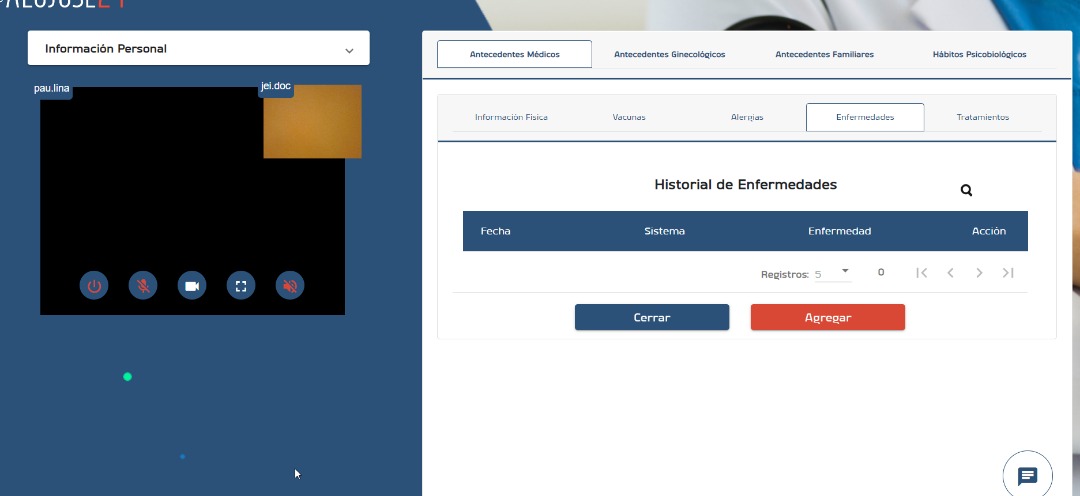 Información Personal
pau.lina
jei.doc
Antecedentes Médicos
Antecedentes Ginecológicos
Antecedentes Familiares
Hábitos Psicobiológicos
Información Física
Vacunas
Alergias
Enfermedades
Tratamientos
Historial de Enfermedades
Fecha
Sistema
Enfermedad
Acción
Registros: 5
0
Cerrar
Agregar